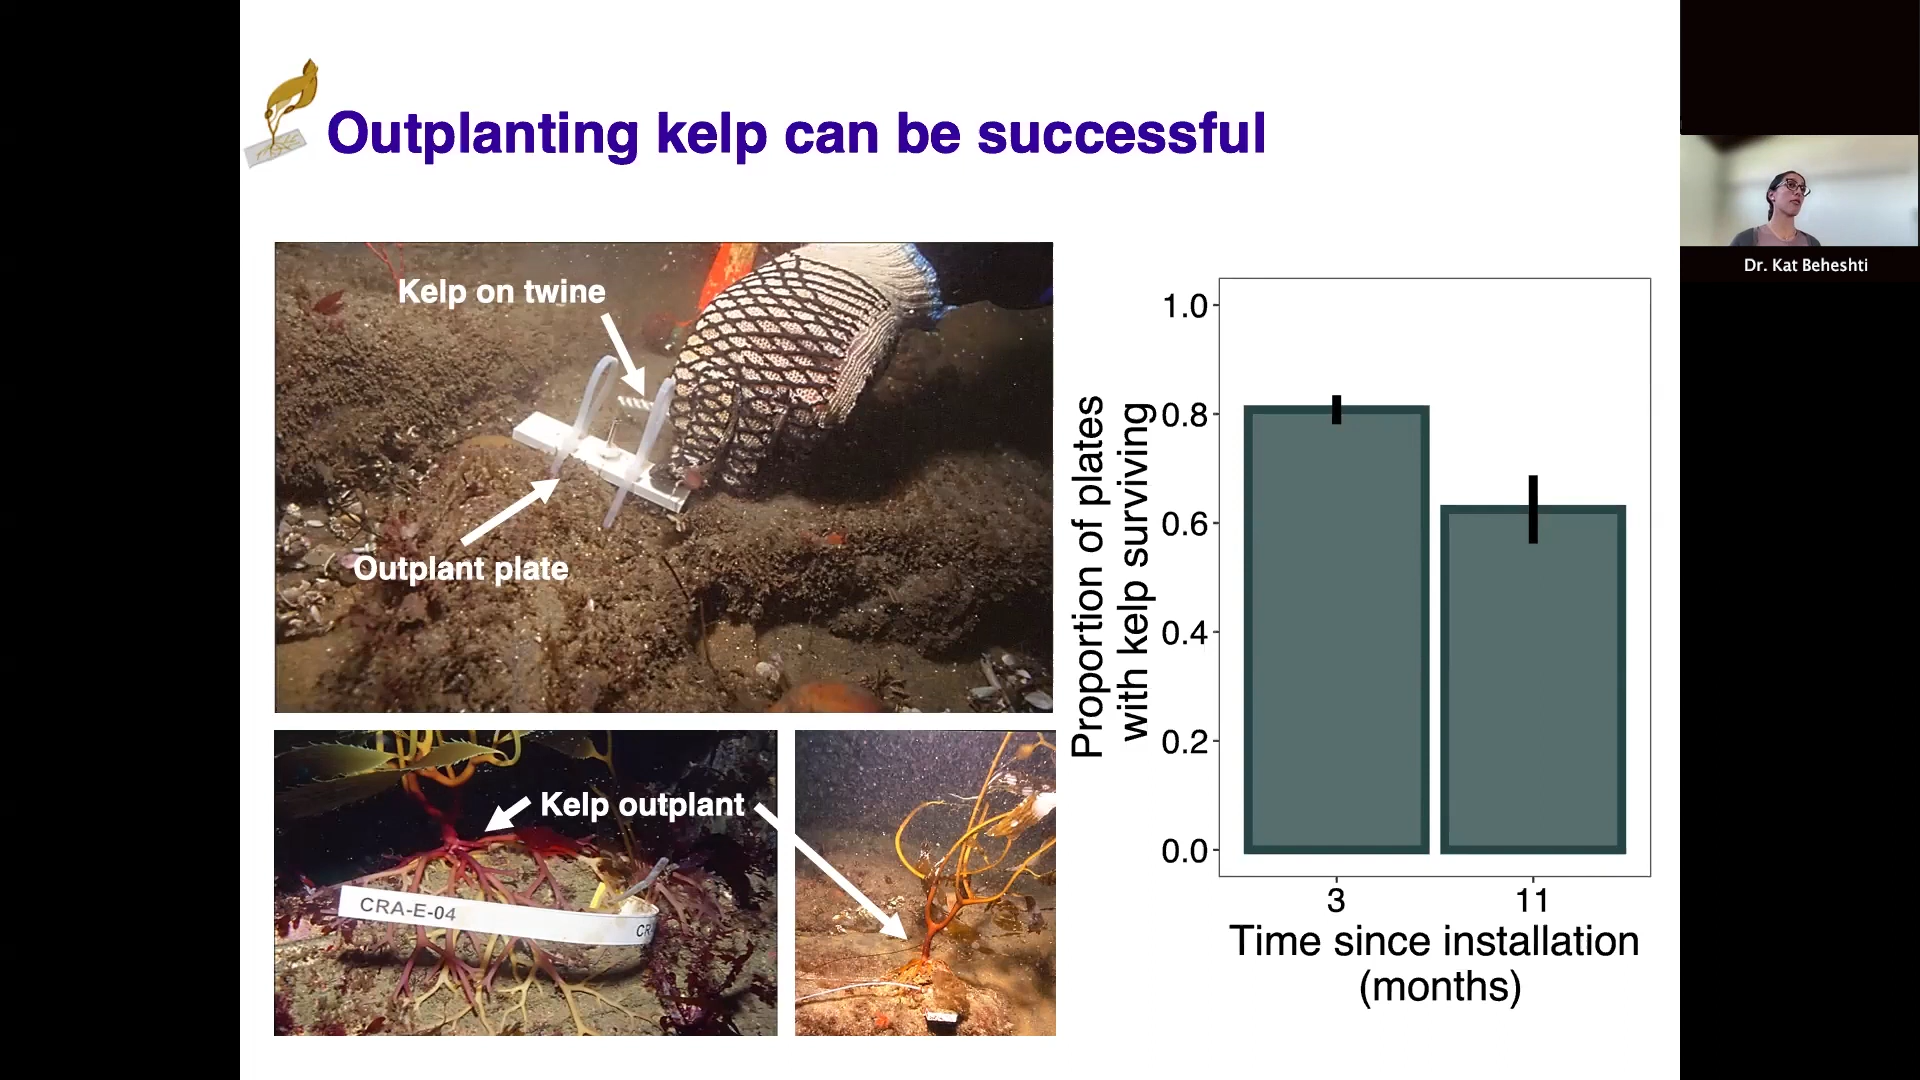 Outplanting kelp can be successful
Kelp on twine
Outplant plate
Kelp outplant
CRA-E-04
CR
Proportion of plates
with kelp surviving
1.0
0.8
0.6
0.4
0.2
0.0
3
11
Time since installation
(months)
Dr. Kat Beheshti